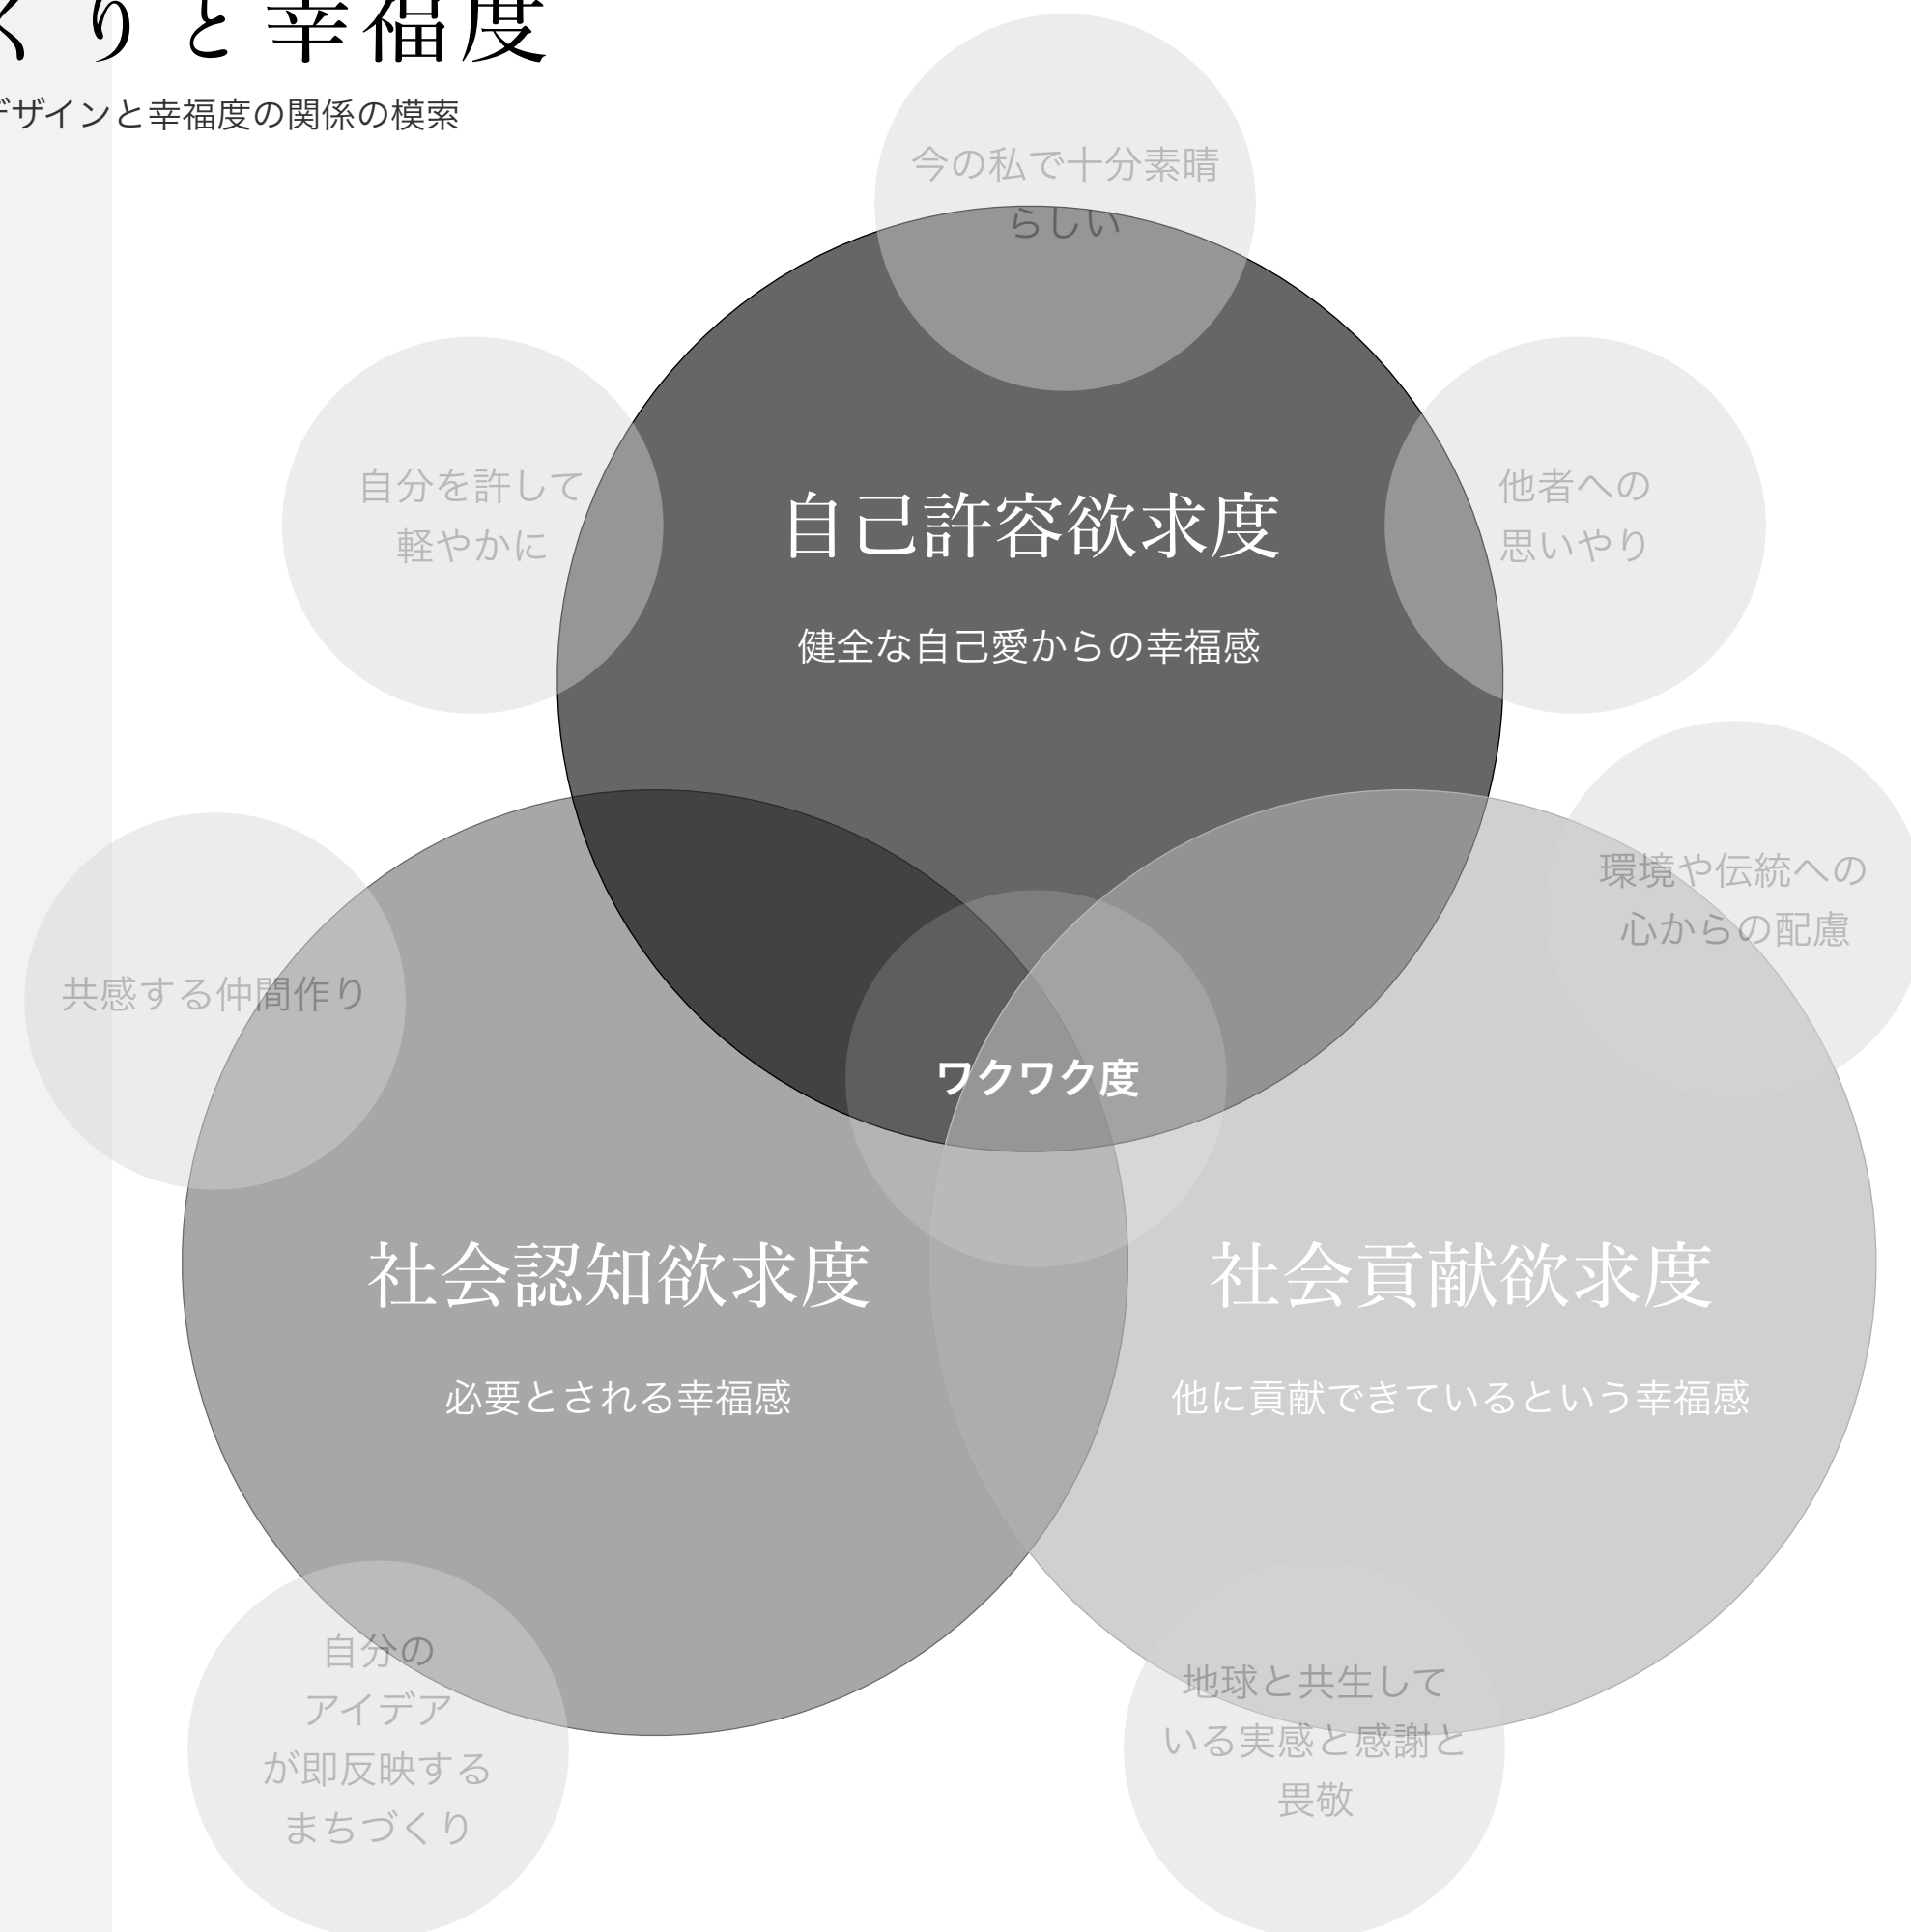 くりと幸福度
デザインと幸福度の関係の模索
今の私で十分素晴
らしい
自分を許して
軽やかに
他者への
思いやり
自己許容欲求度
健全な自己愛からの幸福感
環境や伝統への
心からの配慮
共感する仲間作り
ワクワク度
社会認知欲求度
必要とされる幸福感
社会貢献欲求度
他に貢献できているという幸福感
自分の
アイデア
が即反映する
まちづくり
地球と共生して
いる実感と感謝と
畏敬